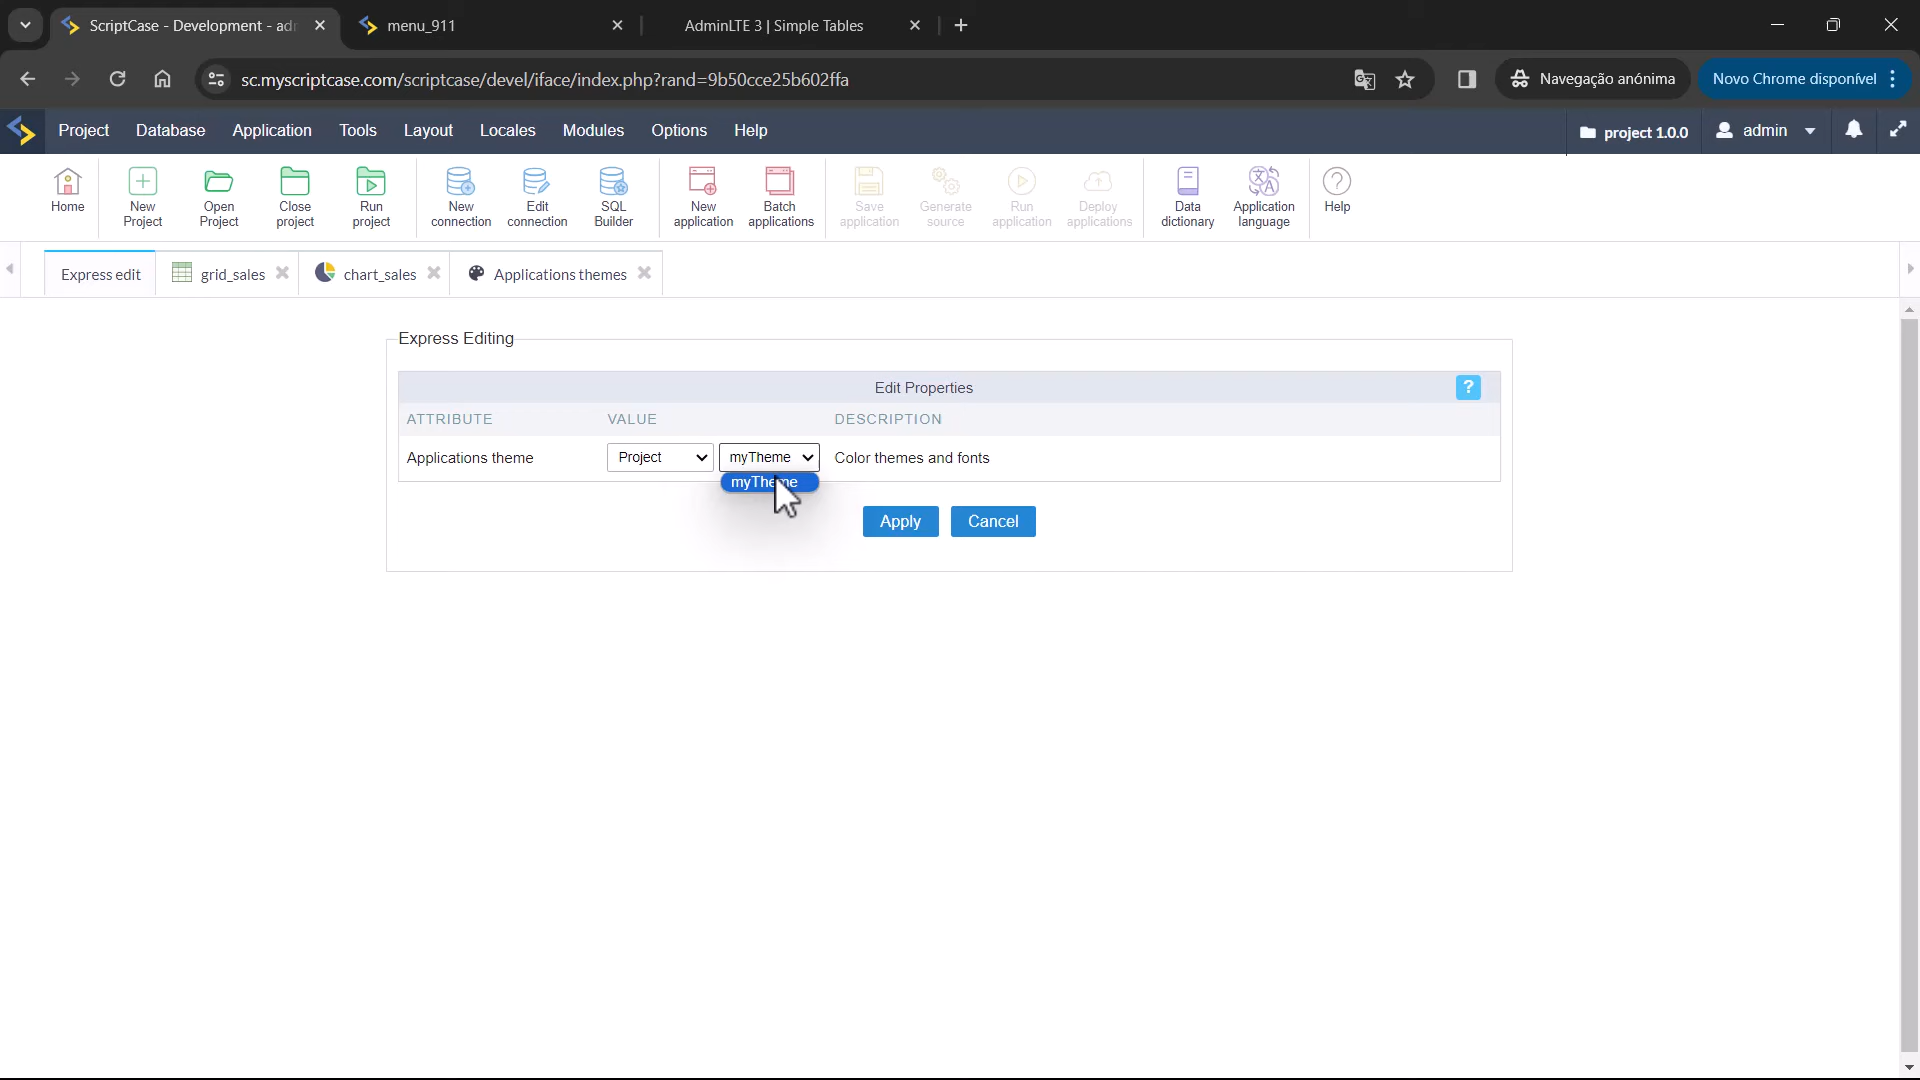 ScriptCase - Development - adr
menu_911
AdminLTE 3 | Simple Tables
sc.myscriptcase.com/scriptcase/devel/iface/index.php?rand=9b50cce25b602ffa
Navegação anónima
Novo Chrome disponível
Project
Database
Application
Tools
Layout
Locales
Modules
Options
Help
project 1.0.0
admin
Home
New
Project
Open
Project
Close
project
Run
project
New
connection
Edit
connection
SQL
Builder
New
application
Batch
applications
Save
application
Generate
source
Run
application
Deploy
applications
Data
dictionary
Application
language
Help
Express edit
grid_sales
chart_sales
Applications themes
Express Editing
Edit Properties
?
ATTRIBUTE
VALUE
DESCRIPTION
Applications theme
Project
myTheme
Color themes and fonts
myTheme
Apply
Cancel